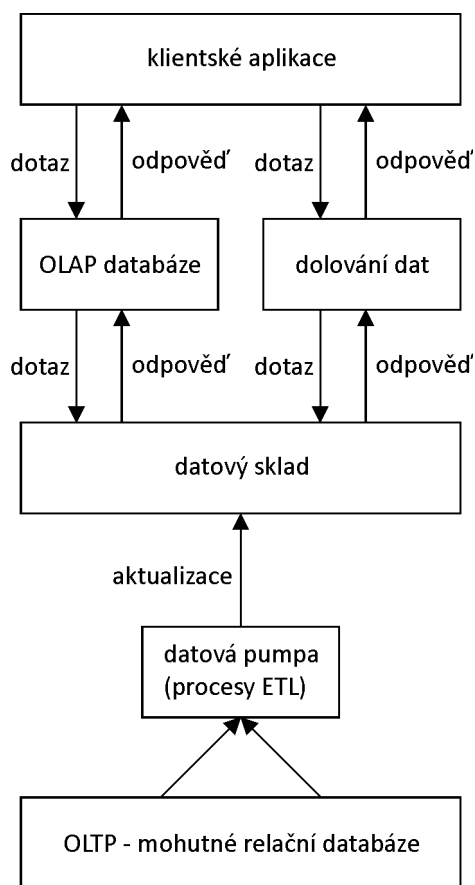 klientské aplikace
dotaz
odpověď
dotaz
odpověď
OLAP databáze
dolování dat
dotaz
odpověď
dotaz
odpověď
datový sklad
aktualizace
datová pumpa
(procesy ETL)
OLTP - mohutné relační databáze